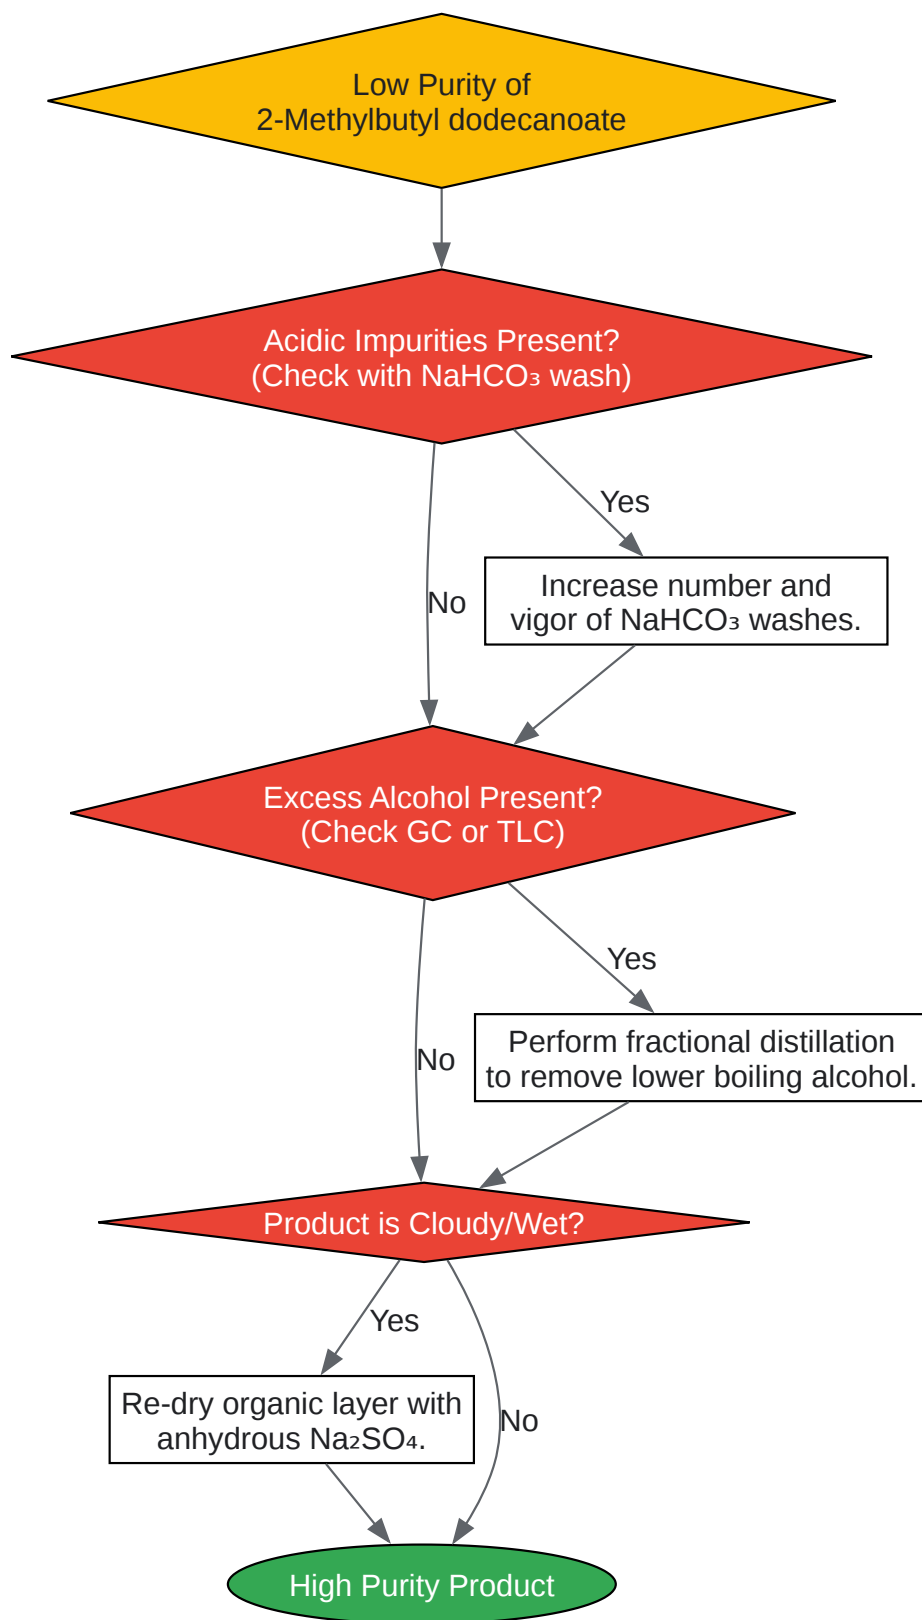 Low Purity of
2-Methylbutyl dodecanoate
Acidic Impurities Present?
(Check with NaHCO₃ wash)
Yes
No
Increase number and
vigor of NaHCO₃ washes.
Excess Alcohol Present?
(Check GC or TLC)
Yes
No
Perform fractional distillation
to remove lower boiling alcohol.
Product is Cloudy/Wet?
Yes
No
Re-dry organic layer with
anhydrous Na₂SO₄.
High Purity Product